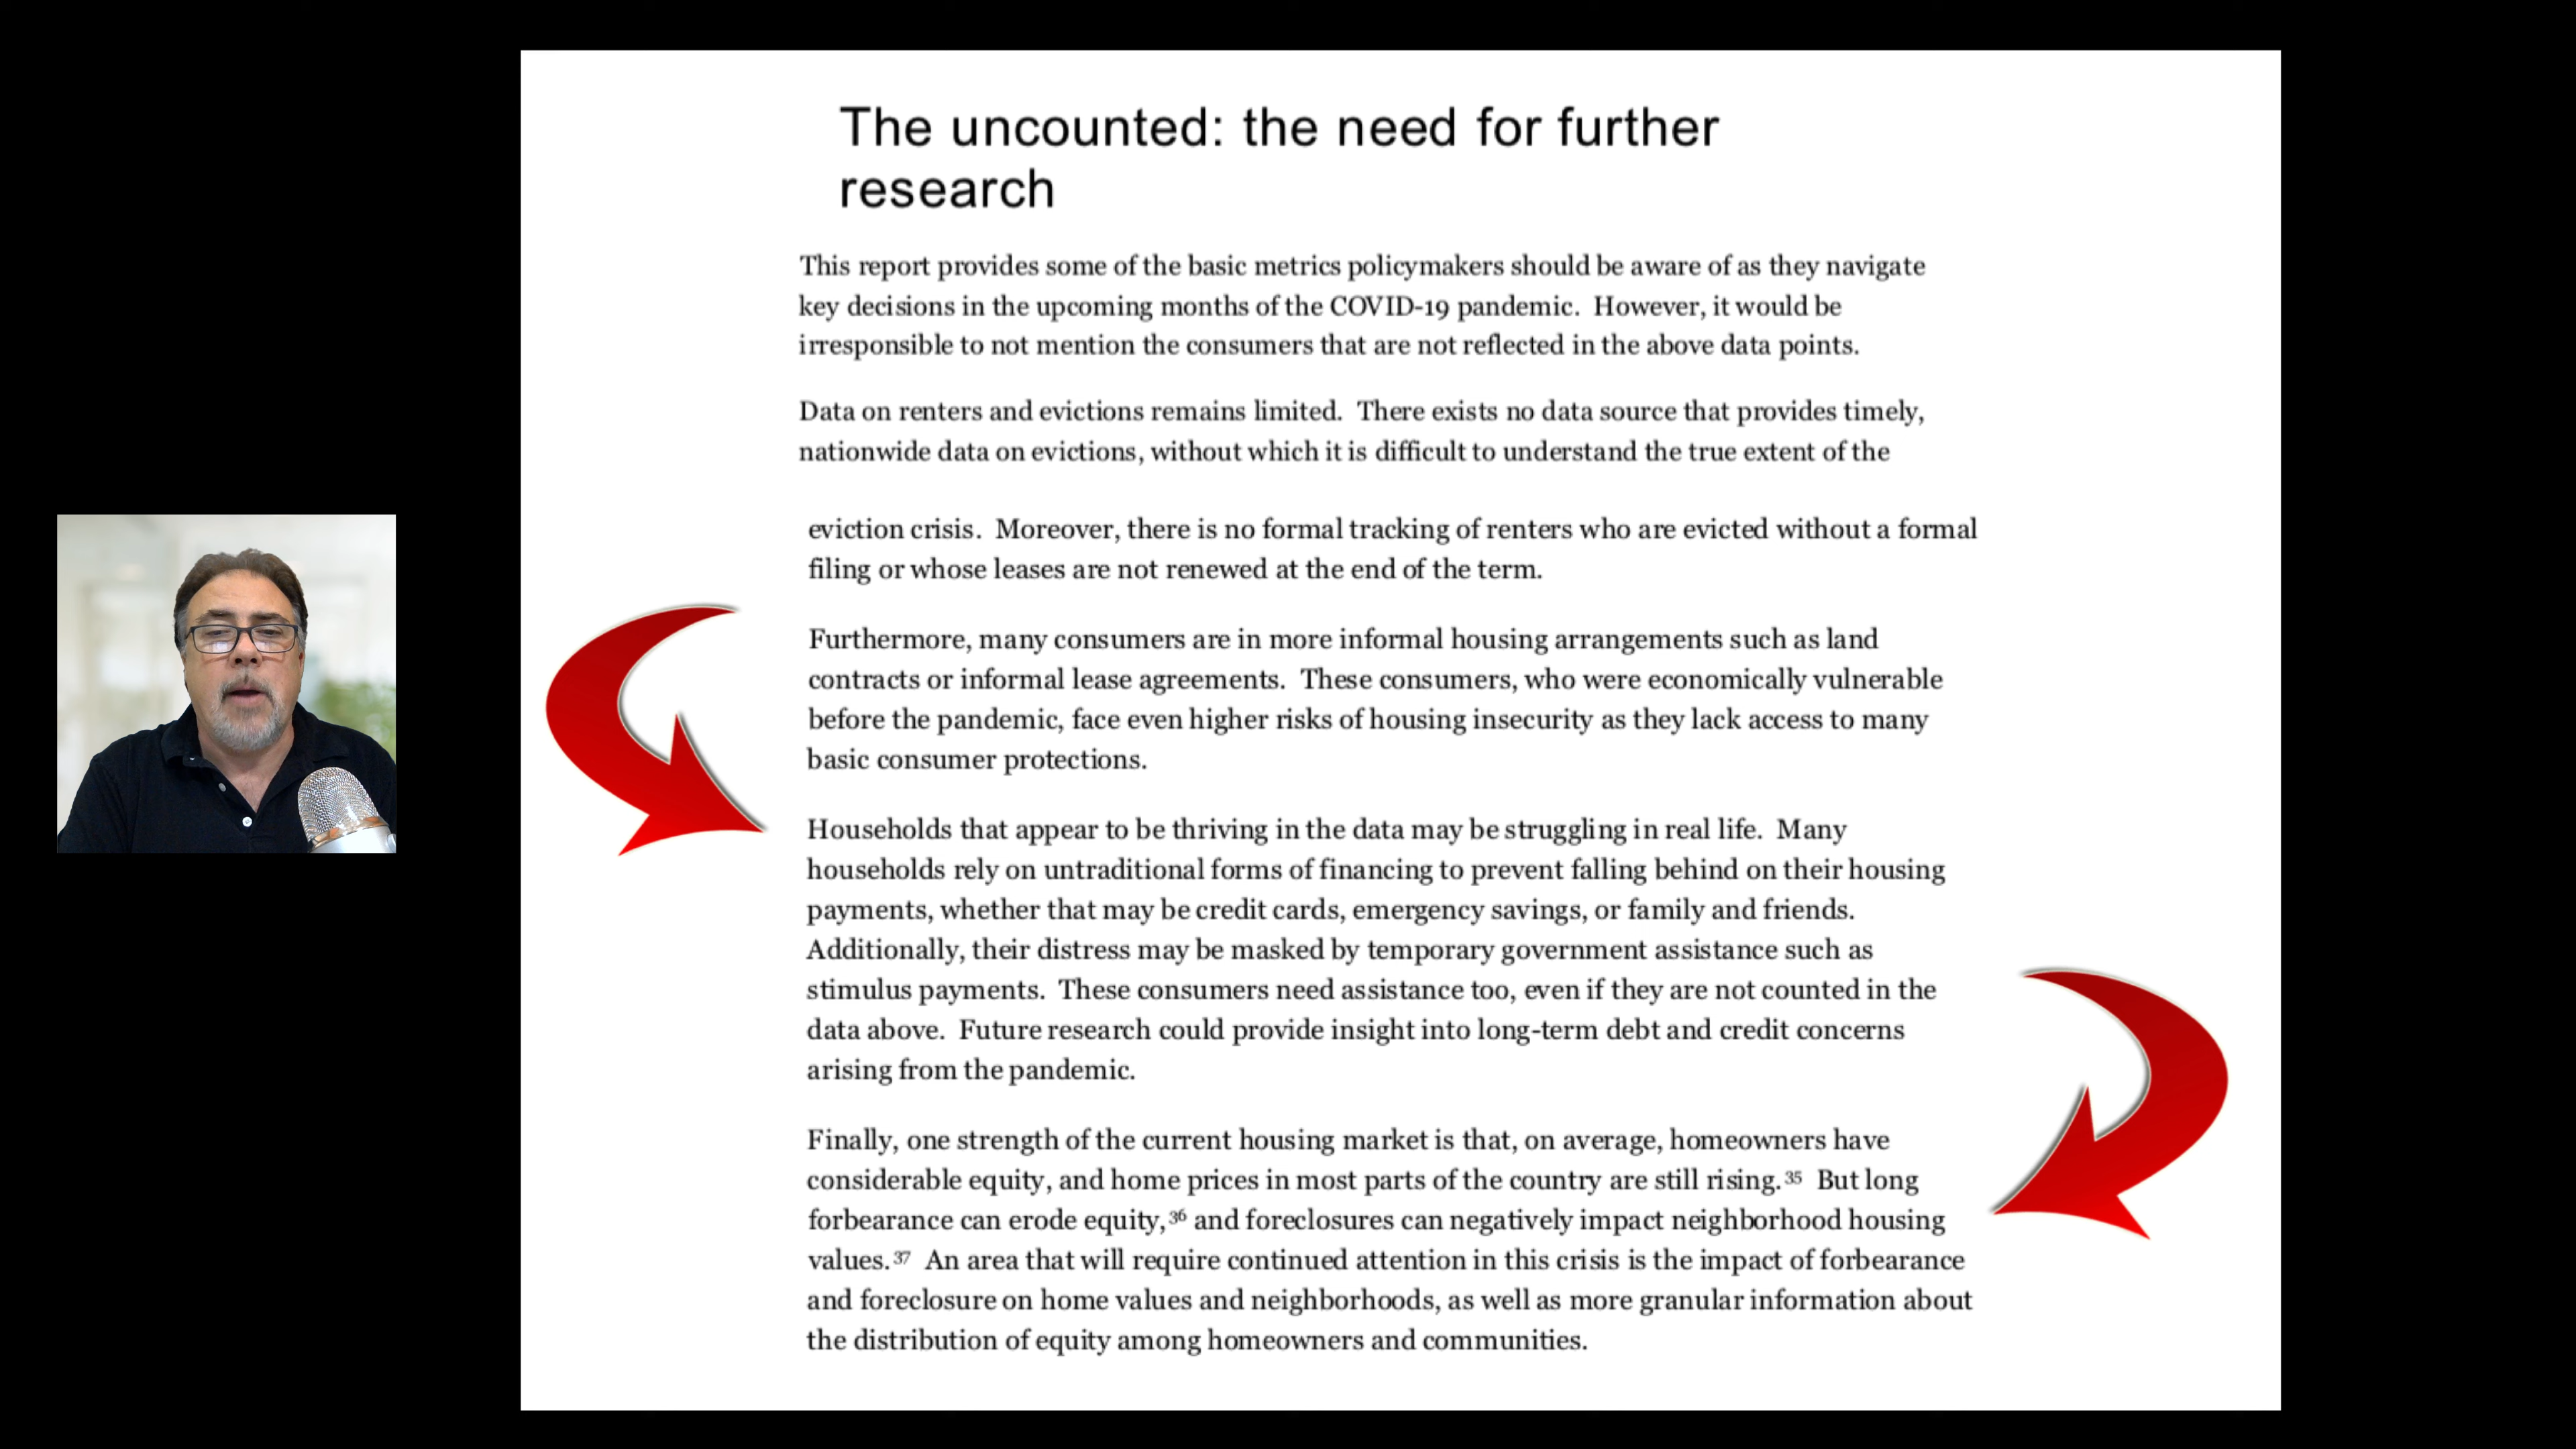 The uncounted: the need for further
research
This report provides some of the basic metrics policymakers should be aware of as they navigate
key decisions in the upcoming months of the COVID-19 pandemic. However, it would be
irresponsible to not mention the consumers that are not reflected in the above data points.
Data on renters and evictions remains limited. There exists no data source that provides timely,
nationwide data on evictions, without which it is difficult to understand the true extent of the
eviction crisis. Moreover, there is no formal tracking of renters who are evicted without a formal
filing or whose leases are not renewed at the end of the term.
Furthermore, many consumers are in more informal housing arrangements such as land
contracts or informal lease agreements. These consumers, who were economically vulnerable
before the pandemic, face even higher risks of housing insecurity as they lack access to many
basic consumer protections.
Households that appear to be thriving in the data may be struggling in real life. Many
households rely on untraditional forms of financing to prevent falling behind on their housing
payments, whether that may be credit cards, emergency savings, or family and friends.
Additionally, their distress may be masked by temporary government assistance such as
stimulus payments. These consumers need assistance too, even if they are not counted in the
data above. Future research could provide insight into long-term debt and credit concerns
arising from the pandemic.
Finally, one strength of the current housing market is that, on average, homeowners have
considerable equity, and home prices in most parts of the country are still rising.35 But long
forbearance can erode equity,36 and foreclosures can negatively impact neighborhood housing
values.37 An area that will require continued attention in this crisis is the impact of forbearance
and foreclosure on home values and neighborhoods, as well as more granular information about
the distribution of equity among homeowners and communities.